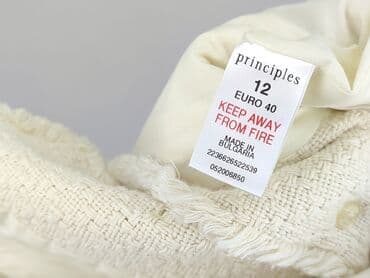 principles
12
EURO 40
KEEP AWAY
FROM FIRE
MADE IN
BULGARIA
2236626522539
052006850